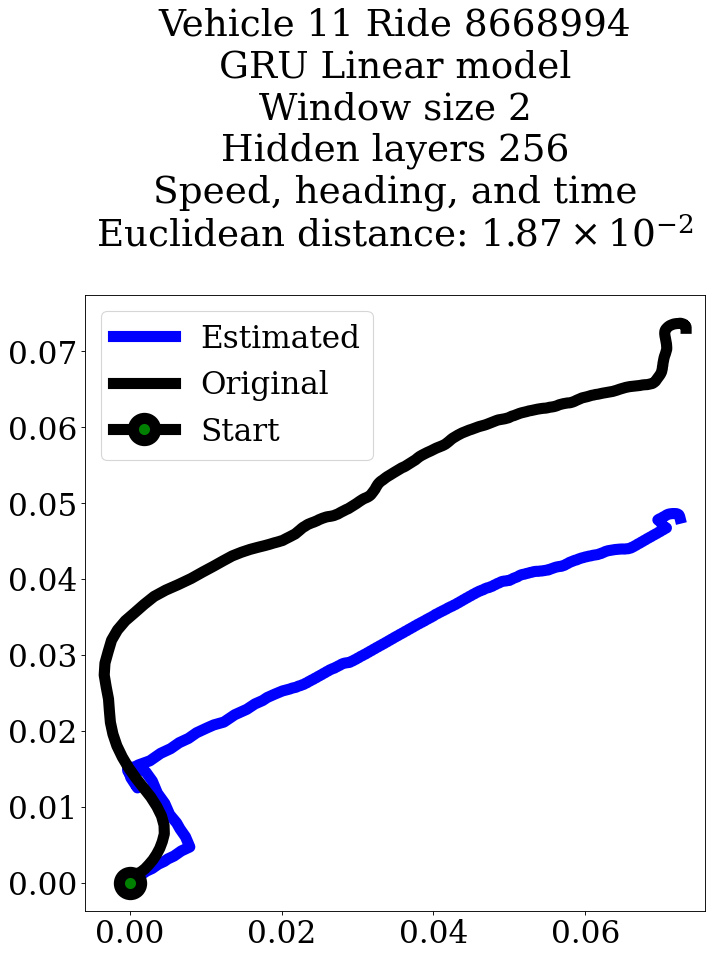 Vehicle 11 Ride 8668994
GRU Linear model
Window size 2
Hidden layers 256
Speed, heading, and time
Euclidean distance: 1.87 × 10⁻²
Estimated
Original
Start
0.07
0.06
0.05
0.04
0.03
0.02
0.01
0.00
0.00 0.02 0.04 0.06